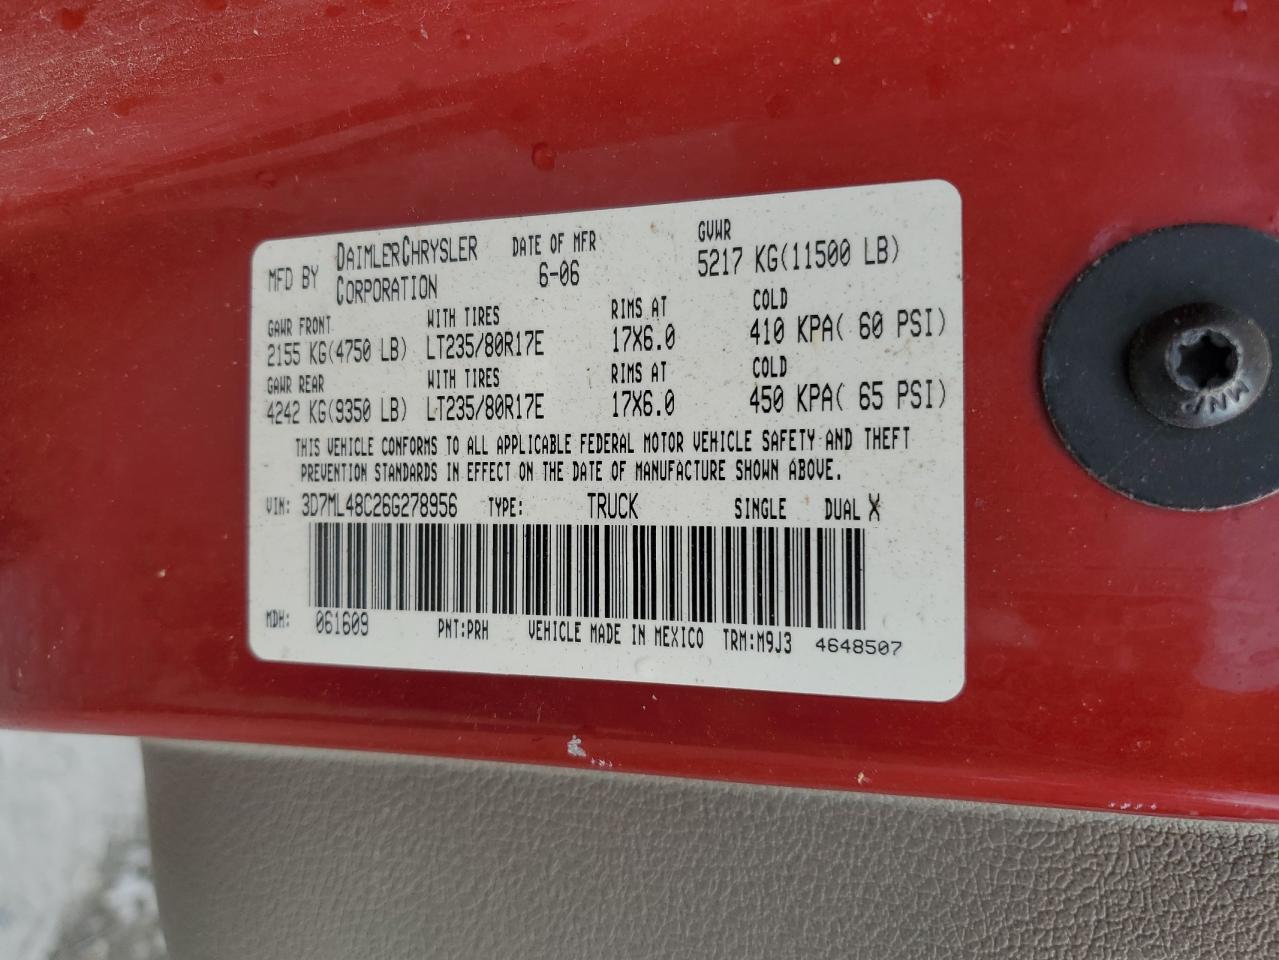 MFD BY DAIMLERCHRYSLER CORPORATION DATE OF MFR 6-06 GVWR 5217 KG(11500 LB)
GAWR FRONT WITH TIRES RIMS AT COLD
2155 KG(4750 LB) LT235/80R17E 17X6.0 410 KPA( 60 PSI)
GAWR REAR WITH TIRES RIMS AT COLD
4242 KG(9350 LB) LT235/80R17E 17X6.0 450 KPA( 65 PSI)
THIS VEHICLE CONFORMS TO ALL APPLICABLE FEDERAL MOTOR VEHICLE SAFETY AND THEFT
PREVENTION STANDARDS IN EFFECT ON THE DATE OF MANUFACTURE SHOWN ABOVE.
VIN: 3D7ML48C26G278956 TYPE: TRUCK SINGLE DUAL X
MDH: 061609 PNT:PRH VEHICLE MADE IN MEXICO TRM:M9J3 4648507
MN/P